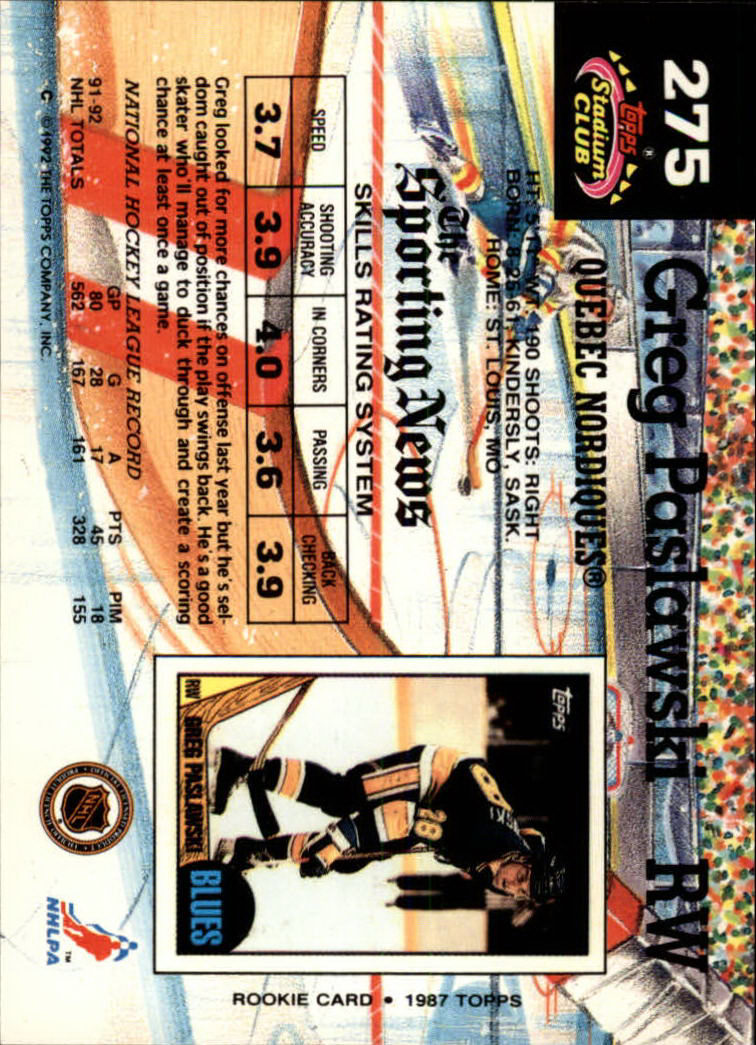 275
Topps®
Stadium
CLUB
Greg Paslawski RW
QUEBEC NORDIQUES®
190 SHOOTS: RIGHT
BORN: 8-25-61, KINDERSLY, SASK.
HOME: ST. LOUIS, MO
The
Sporting News
SKILLS RATING SYSTEM
SPEED SHOOTING ACCURACY IN CORNERS PASSING BACK CHECKING
3.7 3.9 4.0 3.6 3.9
Greg looked for more chances on offense last year but he's sel-
dom caught out of position if the play swings back. He's a good
skater who'll manage to duck through and create a scoring
chance at least once a game.
NATIONAL HOCKEY LEAGUE RECORD
GP G A PTS PIM
91-92 80 28 17 45 18
NHL TOTALS 562 167 161 328 155
C ©1992 THE TOPPS COMPANY, INC.
Topps
28
RW GREG PASLAWSKI
BLUES
ROOKIE CARD • 1987 TOPPS
NHL
NHLPA™